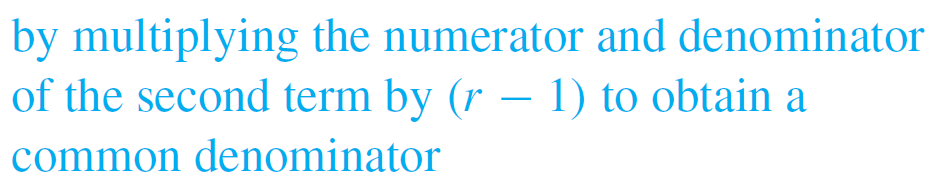 by multiplying the numerator and denominator
of the second term by (r − 1) to obtain a
common denominator